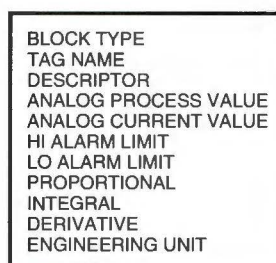 BLOCK TYPE
TAG NAME
DESCRIPTOR
ANALOG PROCESS VALUE
ANALOG CURRENT VALUE
HI ALARM LIMIT
LO ALARM LIMIT
PROPORTIONAL
INTEGRAL
DERIVATIVE
ENGINEERING UNIT